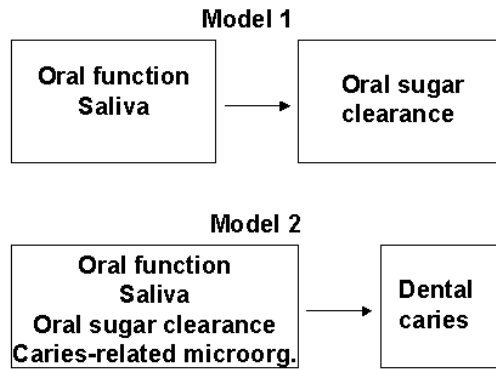 Model 1
Oral function
Saliva
Oral sugar
clearance
Model 2
Oral function
Saliva
Oral sugar clearance
Caries-related microorg.
Dental
caries